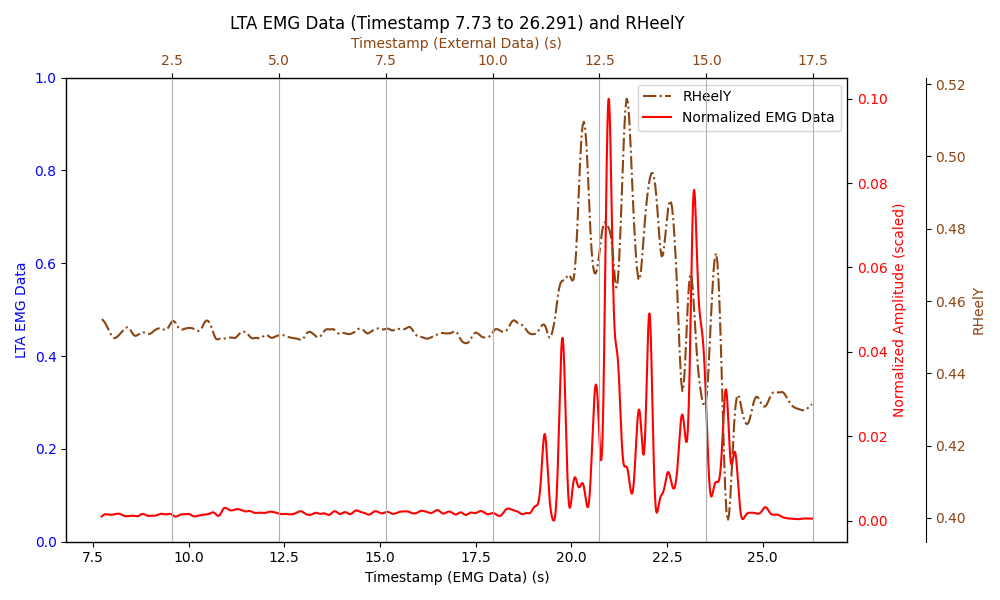 LTA EMG Data (Timestamp 7.73 to 26.291) and RHeelY
Timestamp (External Data) (s)
2.5 5.0 7.5 10.0 12.5 15.0 17.5
1.0
0.8
0.6
0.4
0.2
0.0
LTA EMG Data
RHeelY
Normalized EMG Data
0.10
0.08
0.06
0.04
0.02
0.00
Normalized Amplitude (scaled)
0.52
0.50
0.48
0.46
0.44
0.42
0.40
RHeelY
7.5 10.0 12.5 15.0 17.5 20.0 22.5 25.0
Timestamp (EMG Data) (s)